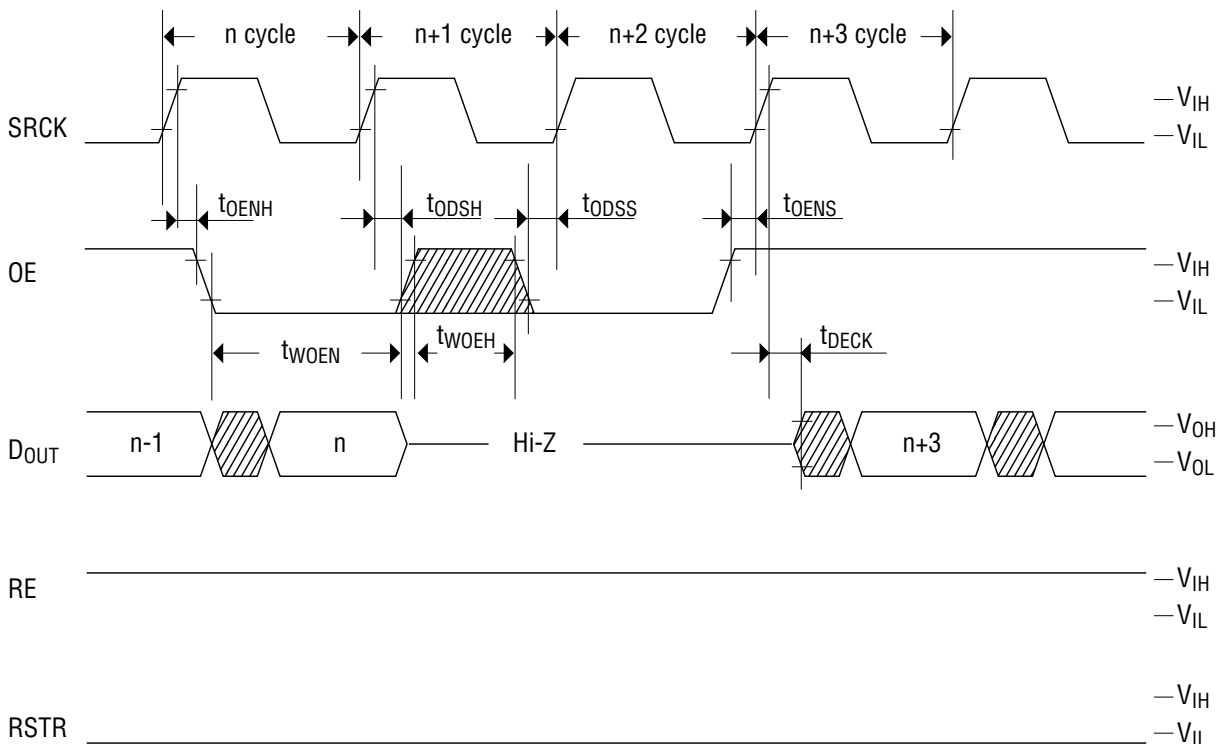 n cycle n+1 cycle n+2 cycle n+3 cycle
SRCK
VIH
VIL
tOENH tODSH tODSS tOENS
OE
VIH
VIL
tWOEN tWOEH tDECK
DOUT
n-1 n Hi-Z n+3
VOH
VOL
RE
VIH
VIL
RSTR
VIH
VIL